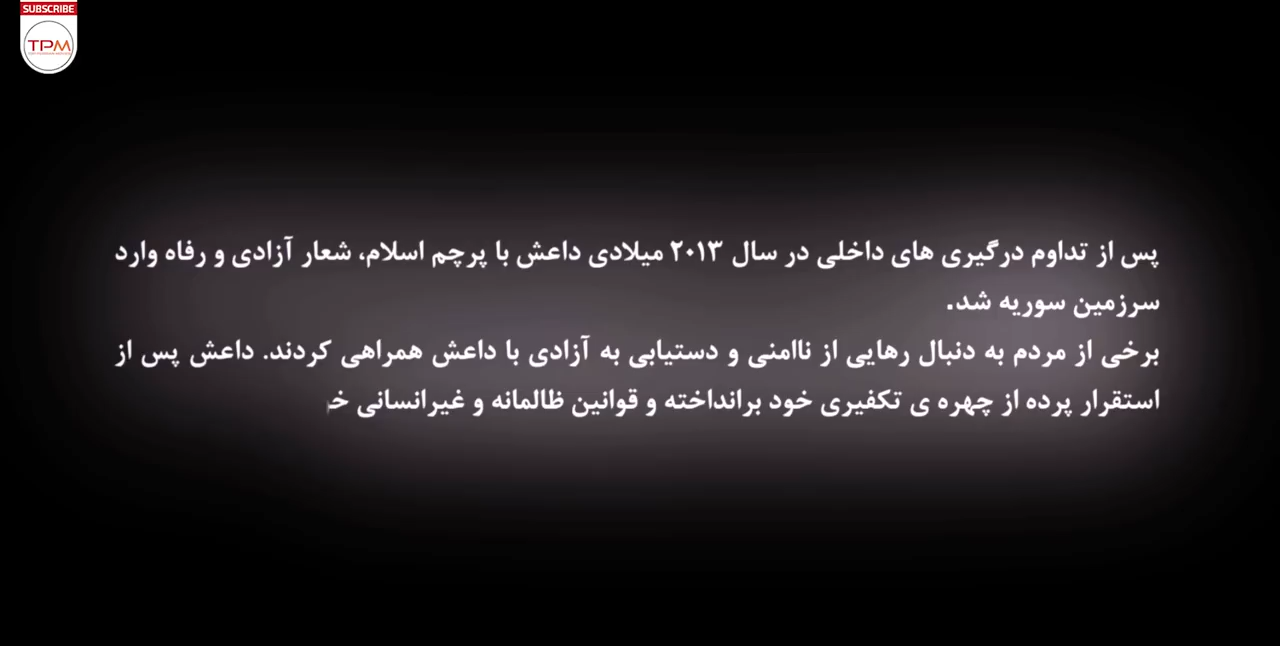 SUBSCRIBE
TPM
پس از تداوم درگیری های داخلی در سال ۲۰۱۳ میلادی داعش با پرچم اسلام، شعار آزادی و رفاه وارد
سرزمین سوریه شد.
برخی از مردم به دنبال رهایی از ناامنی و دستیابی به آزادی با داعش همراهی کردند. داعش پس از
استقرار پرده از چهره ی تکفیری خود برانداخته و قوانین ظالمانه و غیرانسانی